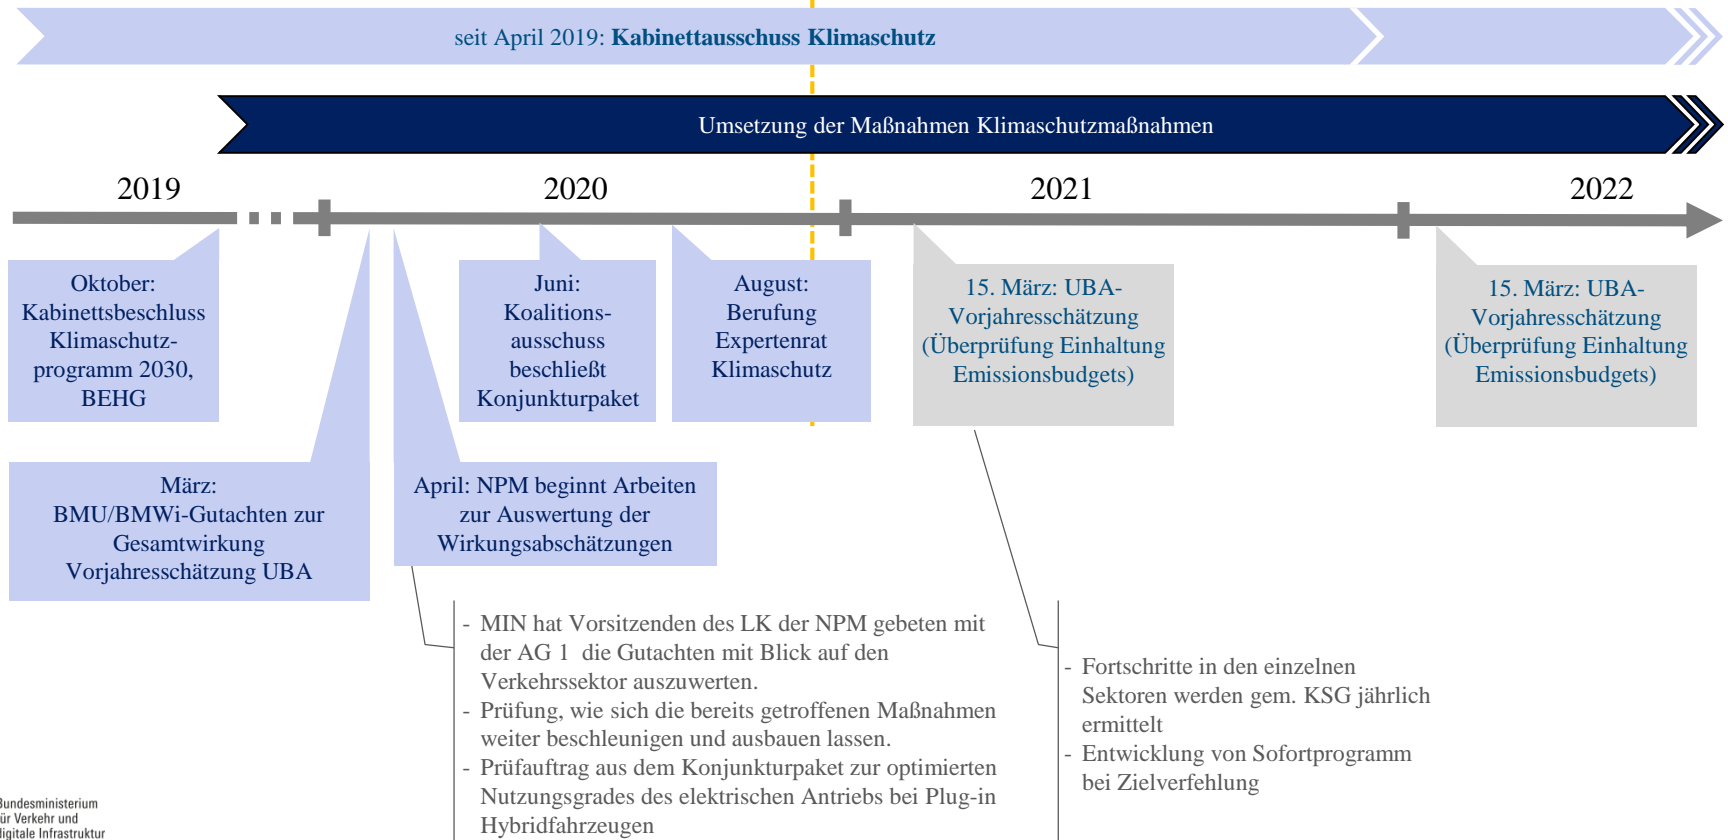 seit April 2019: Kabinettausschuss Klimaschutz
Umsetzung der Maßnahmen Klimaschutzmaßnahmen
2019
2020
2021
2022
Oktober:
Kabinettsbeschluss
Klimaschutz-
programm 2030,
BEHG
Juni:
Koalitions-
ausschuss
beschließt
Konjunkturpaket
August:
Berufung
Expertenrat
Klimaschutz
15. März: UBA-
Vorjahresschätzung
(Überprüfung Einhaltung
Emissionsbudgets)
15. März: UBA-
Vorjahresschätzung
(Überprüfung Einhaltung
Emissionsbudgets)
März:
BMU/BMWi-Gutachten zur
Gesamtwirkung
Vorjahresschätzung UBA
April: NPM beginnt Arbeiten
zur Auswertung der
Wirkungsabschätzungen
- MIN hat Vorsitzenden des LK der NPM gebeten mit
der AG 1 die Gutachten mit Blick auf den
Verkehrssektor auszuwerten.
- Prüfung, wie sich die bereits getroffenen Maßnahmen
weiter beschleunigen und ausbauen lassen.
- Prüfauftrag aus dem Konjunkturpaket zur optimierten
Nutzungsgrades des elektrischen Antriebs bei Plug-in
Hybridfahrzeugen
- Fortschritte in den einzelnen
Sektoren werden gem. KSG jährlich
ermittelt
- Entwicklung von Sofortprogramm
bei Zielverfehlung
Bundesministerium
für Verkehr und
digitale Infrastruktur